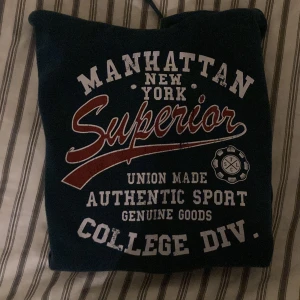 MANHATTAN
· NEW ·
YORK
Superior
UNION MADE
AUTHENTIC SPORT
GENUINE GOODS
COLLEGE DIV.